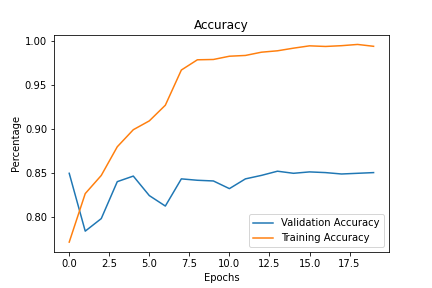 Accuracy
1.00
0.95
0.90
0.85
0.80
Percentage
Validation Accuracy
Training Accuracy
0.0 2.5 5.0 7.5 10.0 12.5 15.0 17.5
Epochs